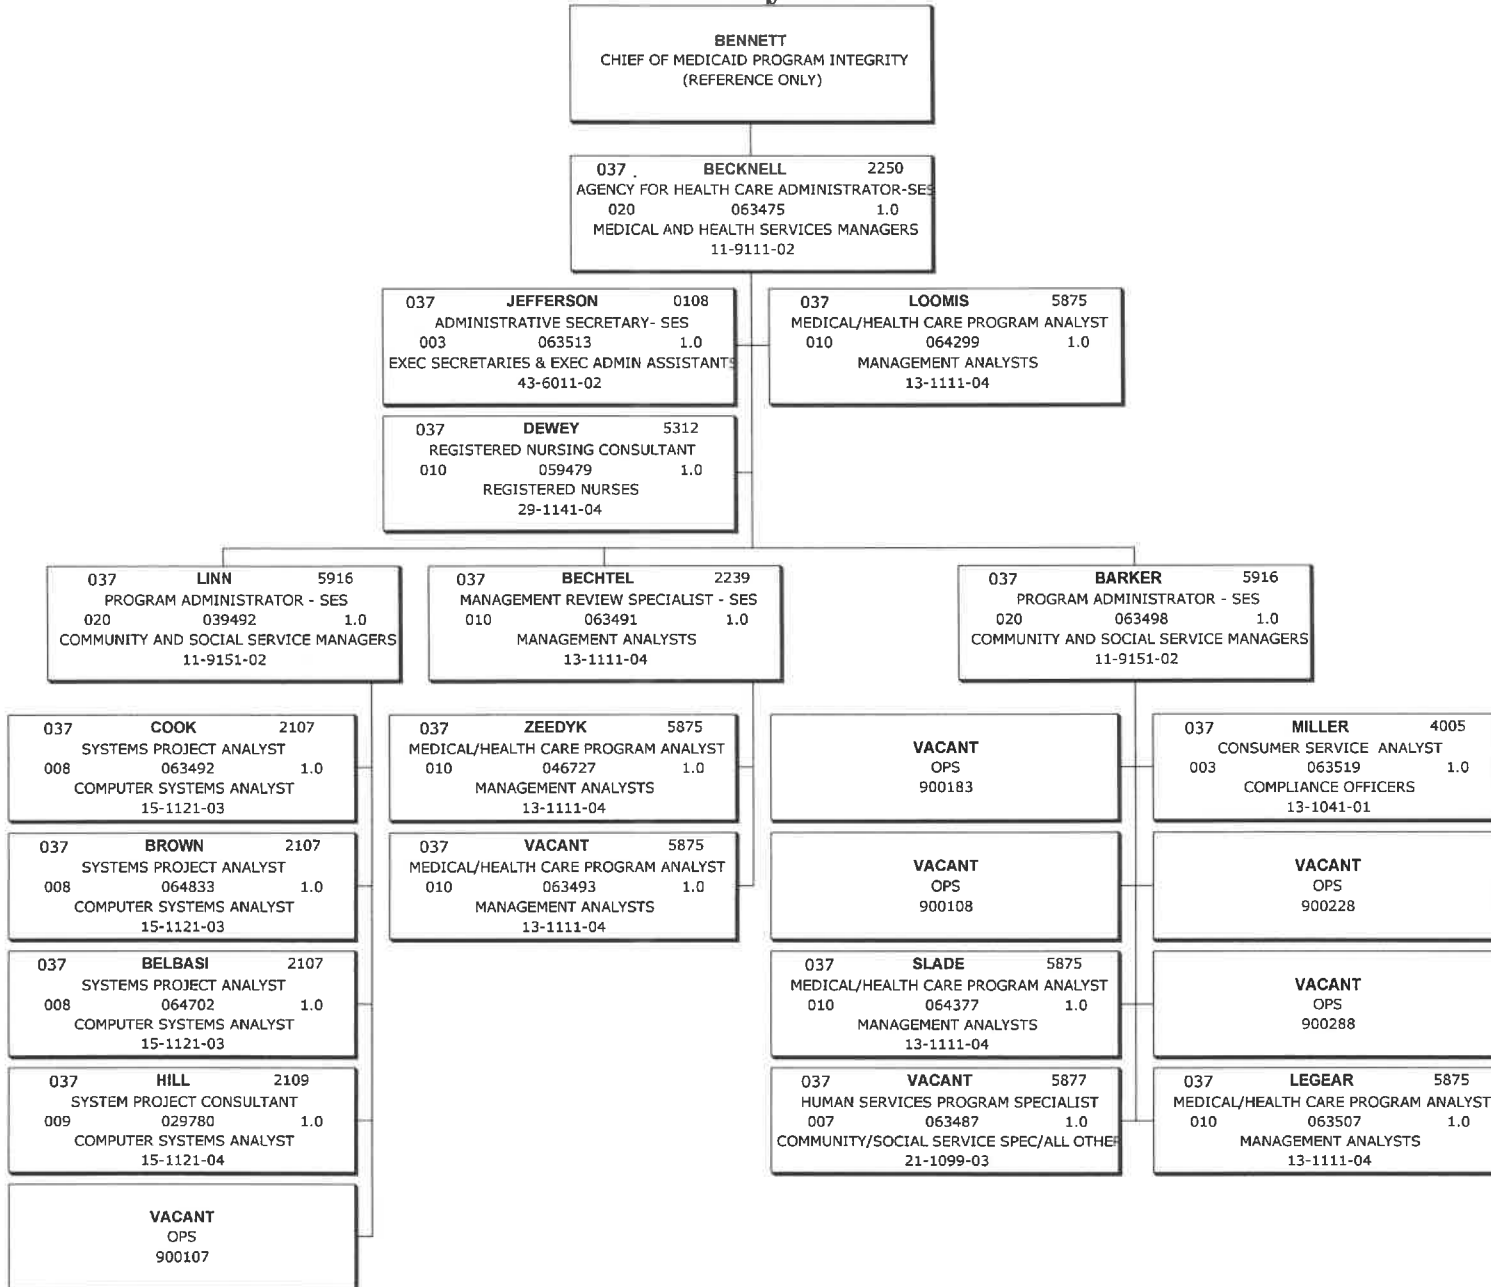 BENNETT
CHIEF OF MEDICAID PROGRAM INTEGRITY
(REFERENCE ONLY)
037 . BECKNELL 2250
AGENCY FOR HEALTH CARE ADMINISTRATOR-SES
020 063475 1.0
MEDICAL AND HEALTH SERVICES MANAGERS
11-9111-02
037 JEFFERSON 0108
ADMINISTRATIVE SECRETARY- SES
003 063513 1.0
EXEC SECRETARIES & EXEC ADMIN ASSISTANTS
43-6011-02
037 LOOMIS 5875
MEDICAL/HEALTH CARE PROGRAM ANALYST
010 064299 1.0
MANAGEMENT ANALYSTS
13-1111-04
037 DEWEY 5312
REGISTERED NURSING CONSULTANT
010 059479 1.0
REGISTERED NURSES
29-1141-04
037 LINN 5916
PROGRAM ADMINISTRATOR - SES
020 039492 1.0
COMMUNITY AND SOCIAL SERVICE MANAGERS
11-9151-02
037 BECHTEL 2239
MANAGEMENT REVIEW SPECIALIST - SES
010 063491 1.0
MANAGEMENT ANALYSTS
13-1111-04
037 BARKER 5916
PROGRAM ADMINISTRATOR - SES
020 063498 1.0
COMMUNITY AND SOCIAL SERVICE MANAGERS
11-9151-02
037 COOK 2107
SYSTEMS PROJECT ANALYST
008 063492 1.0
COMPUTER SYSTEMS ANALYST
15-1121-03
037 ZEEDYK 5875
MEDICAL/HEALTH CARE PROGRAM ANALYST
010 046727 1.0
MANAGEMENT ANALYSTS
13-1111-04
VACANT
OPS
900183
037 MILLER 4005
CONSUMER SERVICE ANALYST
003 063519 1.0
COMPLIANCE OFFICERS
13-1041-01
037 BROWN 2107
SYSTEMS PROJECT ANALYST
008 064833 1.0
COMPUTER SYSTEMS ANALYST
15-1121-03
037 VACANT 5875
MEDICAL/HEALTH CARE PROGRAM ANALYST
010 063493 1.0
MANAGEMENT ANALYSTS
13-1111-04
VACANT
OPS
900108
VACANT
OPS
900228
037 BELBASI 2107
SYSTEMS PROJECT ANALYST
008 064702 1.0
COMPUTER SYSTEMS ANALYST
15-1121-03
037 SLADE 5875
MEDICAL/HEALTH CARE PROGRAM ANALYST
010 064377 1.0
MANAGEMENT ANALYSTS
13-1111-04
VACANT
OPS
900288
037 HILL 2109
SYSTEM PROJECT CONSULTANT
009 029780 1.0
COMPUTER SYSTEMS ANALYST
15-1121-04
037 VACANT 5877
HUMAN SERVICES PROGRAM SPECIALIST
007 063487 1.0
COMMUNITY/SOCIAL SERVICE SPEC/ALL OTHER
21-1099-03
037 LEGEAR 5875
MEDICAL/HEALTH CARE PROGRAM ANALYST
010 063507 1.0
MANAGEMENT ANALYSTS
13-1111-04
VACANT
OPS
900107